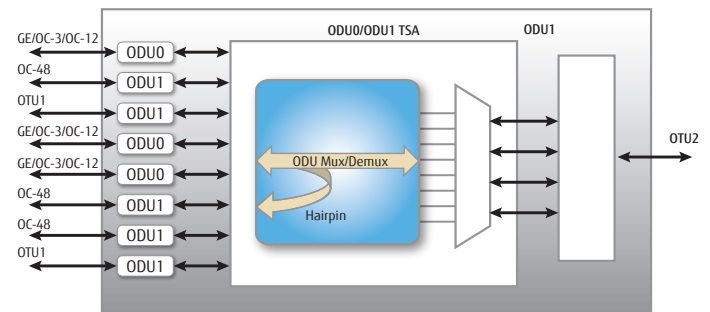 ODU0/ODU1 TSA
ODU1
GE/OC-3/OC-12
ODU0
OC-48
ODU1
OTU1
ODU1
GE/OC-3/OC-12
ODU0
GE/OC-3/OC-12
ODU0
OC-48
ODU1
OC-48
ODU1
OTU1
ODU1
ODU Mux/Demux
Hairpin
OTU2